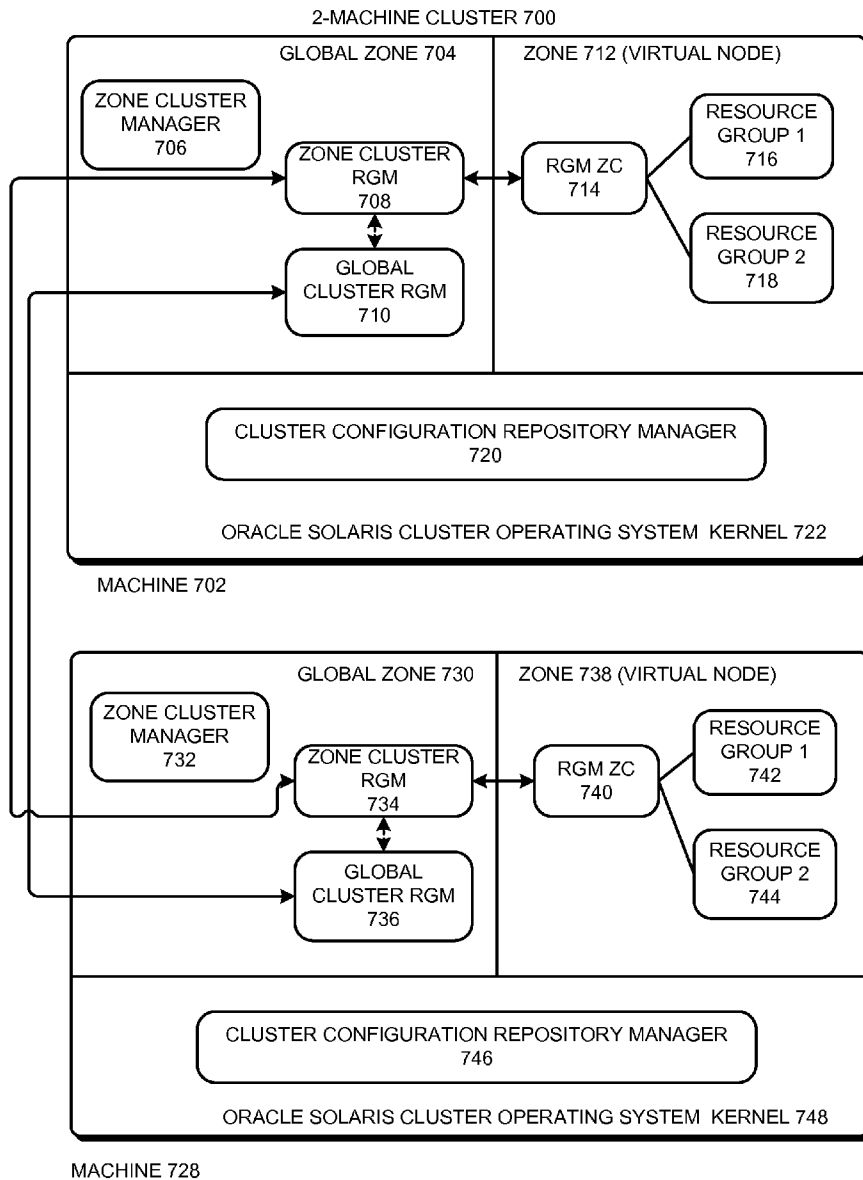 2-MACHINE CLUSTER 700
GLOBAL ZONE 704
ZONE 712 (VIRTUAL NODE)
ZONE CLUSTER
MANAGER
706
ZONE CLUSTER
RGM
708
RGM ZC
714
RESOURCE
GROUP 1
716
GLOBAL
CLUSTER RGM
710
RESOURCE
GROUP 2
718
CLUSTER CONFIGURATION REPOSITORY MANAGER
720
ORACLE SOLARIS CLUSTER OPERATING SYSTEM KERNEL 722
MACHINE 702
GLOBAL ZONE 730
ZONE 738 (VIRTUAL NODE)
ZONE CLUSTER
MANAGER
732
ZONE CLUSTER
RGM
734
RGM ZC
740
RESOURCE
GROUP 1
742
GLOBAL
CLUSTER RGM
736
RESOURCE
GROUP 2
744
CLUSTER CONFIGURATION REPOSITORY MANAGER
746
ORACLE SOLARIS CLUSTER OPERATING SYSTEM KERNEL 748
MACHINE 728